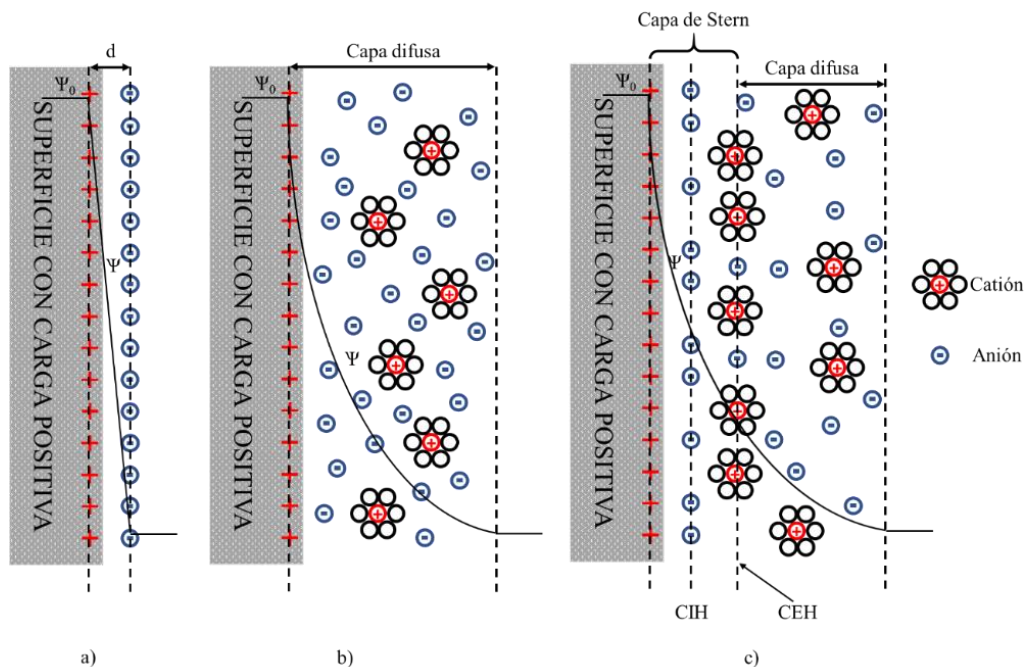 d
Ψ0
SUPERFICIE CON CARGA POSITIVA
Ψ
a)
Capa difusa
Ψ0
SUPERFICIE CON CARGA POSITIVA
Ψ
b)
Capa de Stern
Capa difusa
Ψ0
SUPERFICIE CON CARGA POSITIVA
Ψ
CIH
CEH
c)
Catión
Anión